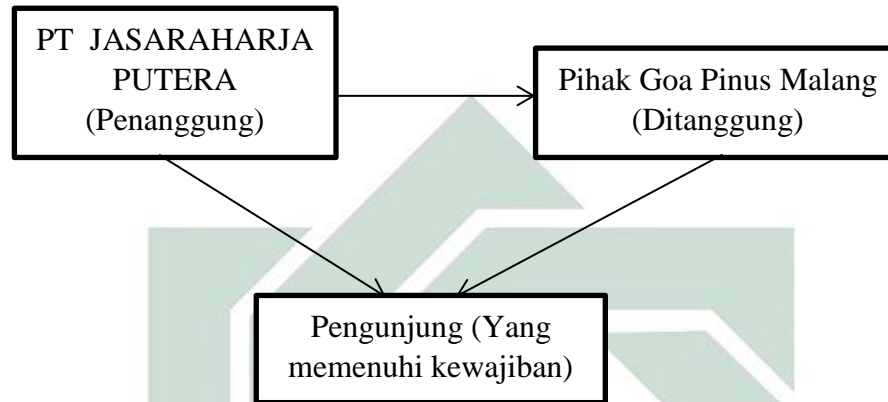 PT JASARAHARJA
PUTERA
(Penanggung)
Pihak Goa Pinus Malang
(Ditanggung)
Pengunjung (Yang
memenuhi kewajiban)